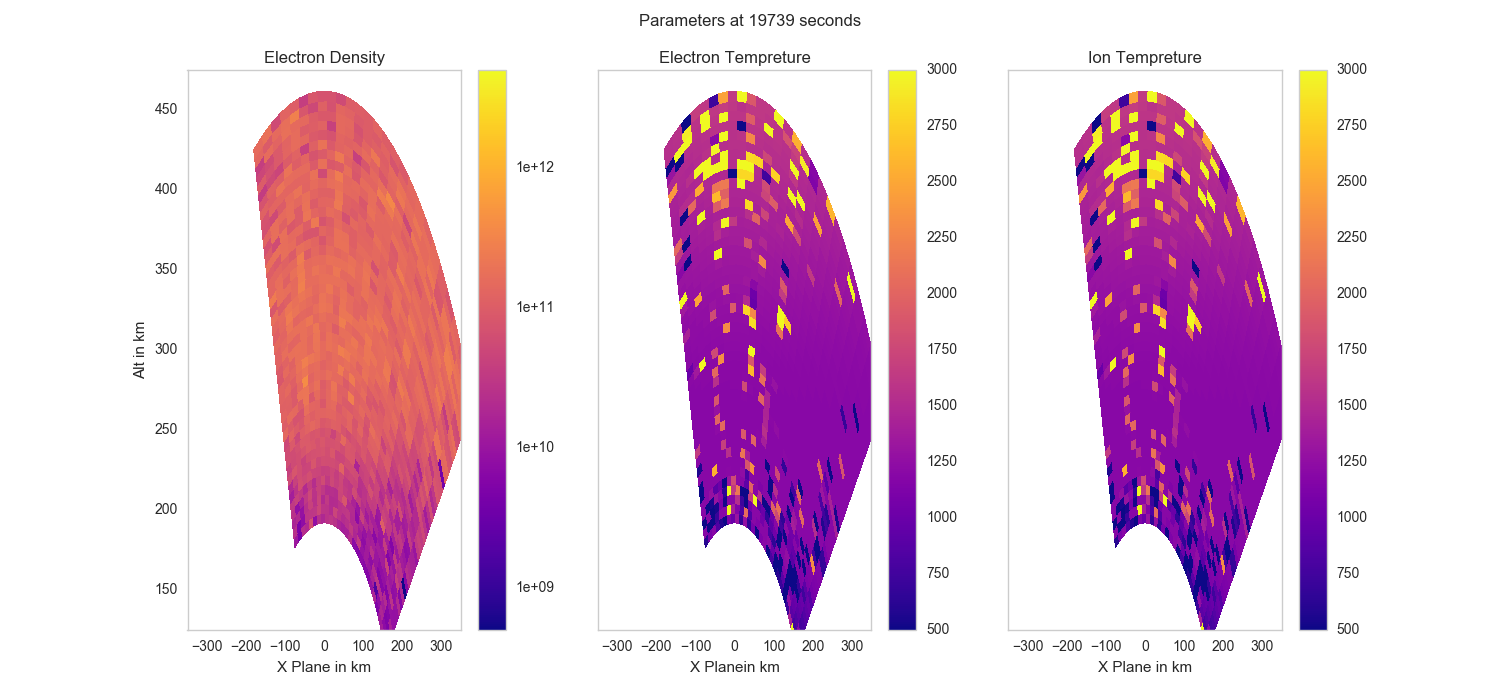 Parameters at 19739 seconds
Electron Density
Electron Tempreture
Ion Tempreture
450
400
350
300
250
200
150
Alt in km
−300 −200 −100 0 100 200 300
X Plane in km
1e+12
1e+11
1e+10
1e+09
−300 −200 −100 0 100 200 300
X Planein km
3000
2750
2500
2250
2000
1750
1500
1250
1000
750
500
−300 −200 −100 0 100 200 300
X Plane in km
3000
2750
2500
2250
2000
1750
1500
1250
1000
750
500